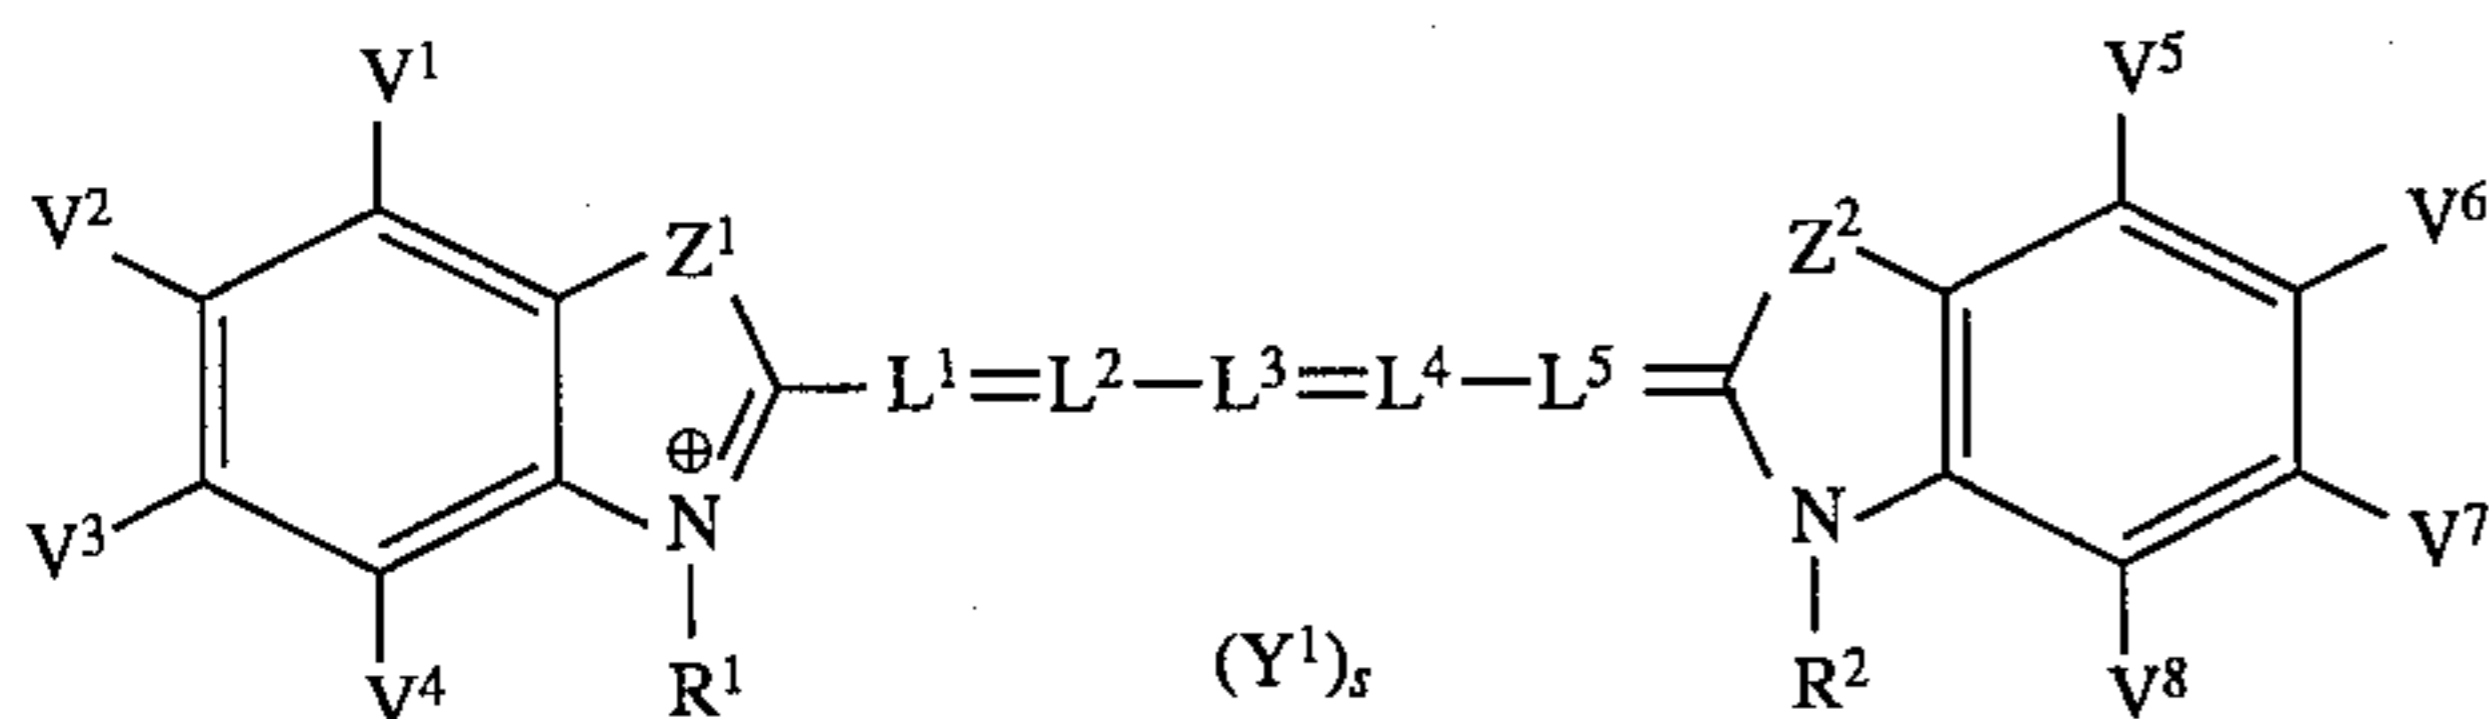 V¹ V⁵
V² Z¹ Z² V⁶
L¹=L²—L³=L⁴—L⁵
⊕
V³ N N V⁷
V⁴ R¹ (Y¹)ₛ R² V⁸